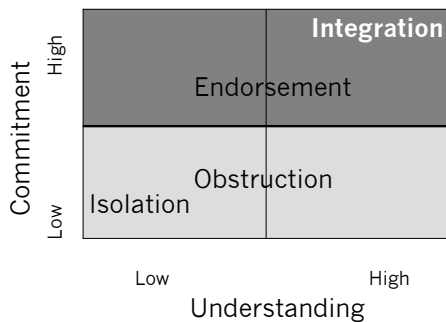 Integration
High
Endorsement
Commitment
Obstruction
Isolation
Low
Low
High
Understanding